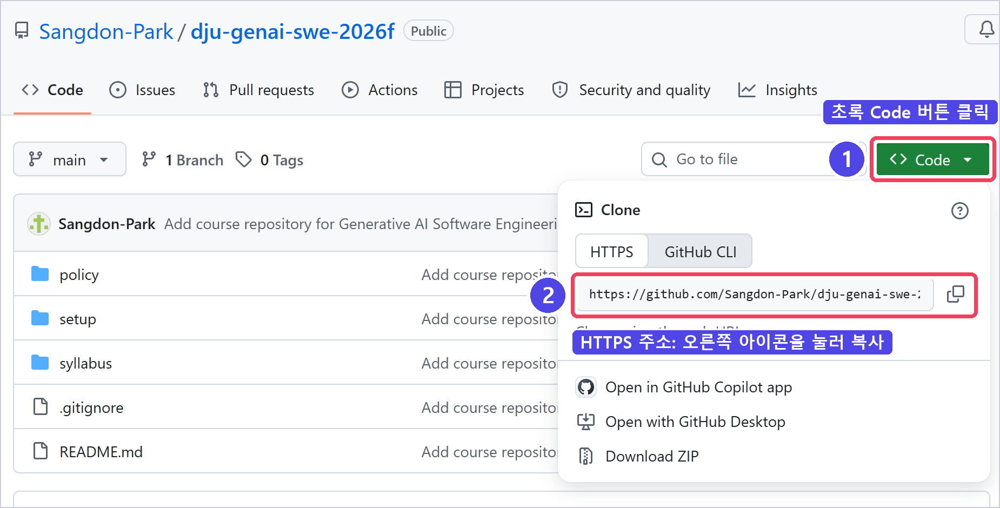 Sangdon-Park / dju-genai-swe-2026f Public
Code Issues Pull requests Actions Projects Security and quality Insights
초록 Code 버튼 클릭
main 1 Branch 0 Tags Go to file 1 Code
Clone
Sangdon-Park Add course repository for Generative AI Software Engineeri
HTTPS GitHub CLI
policy Add course reposito
2 https://github.com/Sangdon-Park/dju-genai-swe-2
setup Add course reposito
HTTPS 주소: 오른쪽 아이콘을 눌러 복사
syllabus Add course reposito
Open in GitHub Copilot app
.gitignore Add course reposito
Open with GitHub Desktop
README.md Add course reposito
Download ZIP